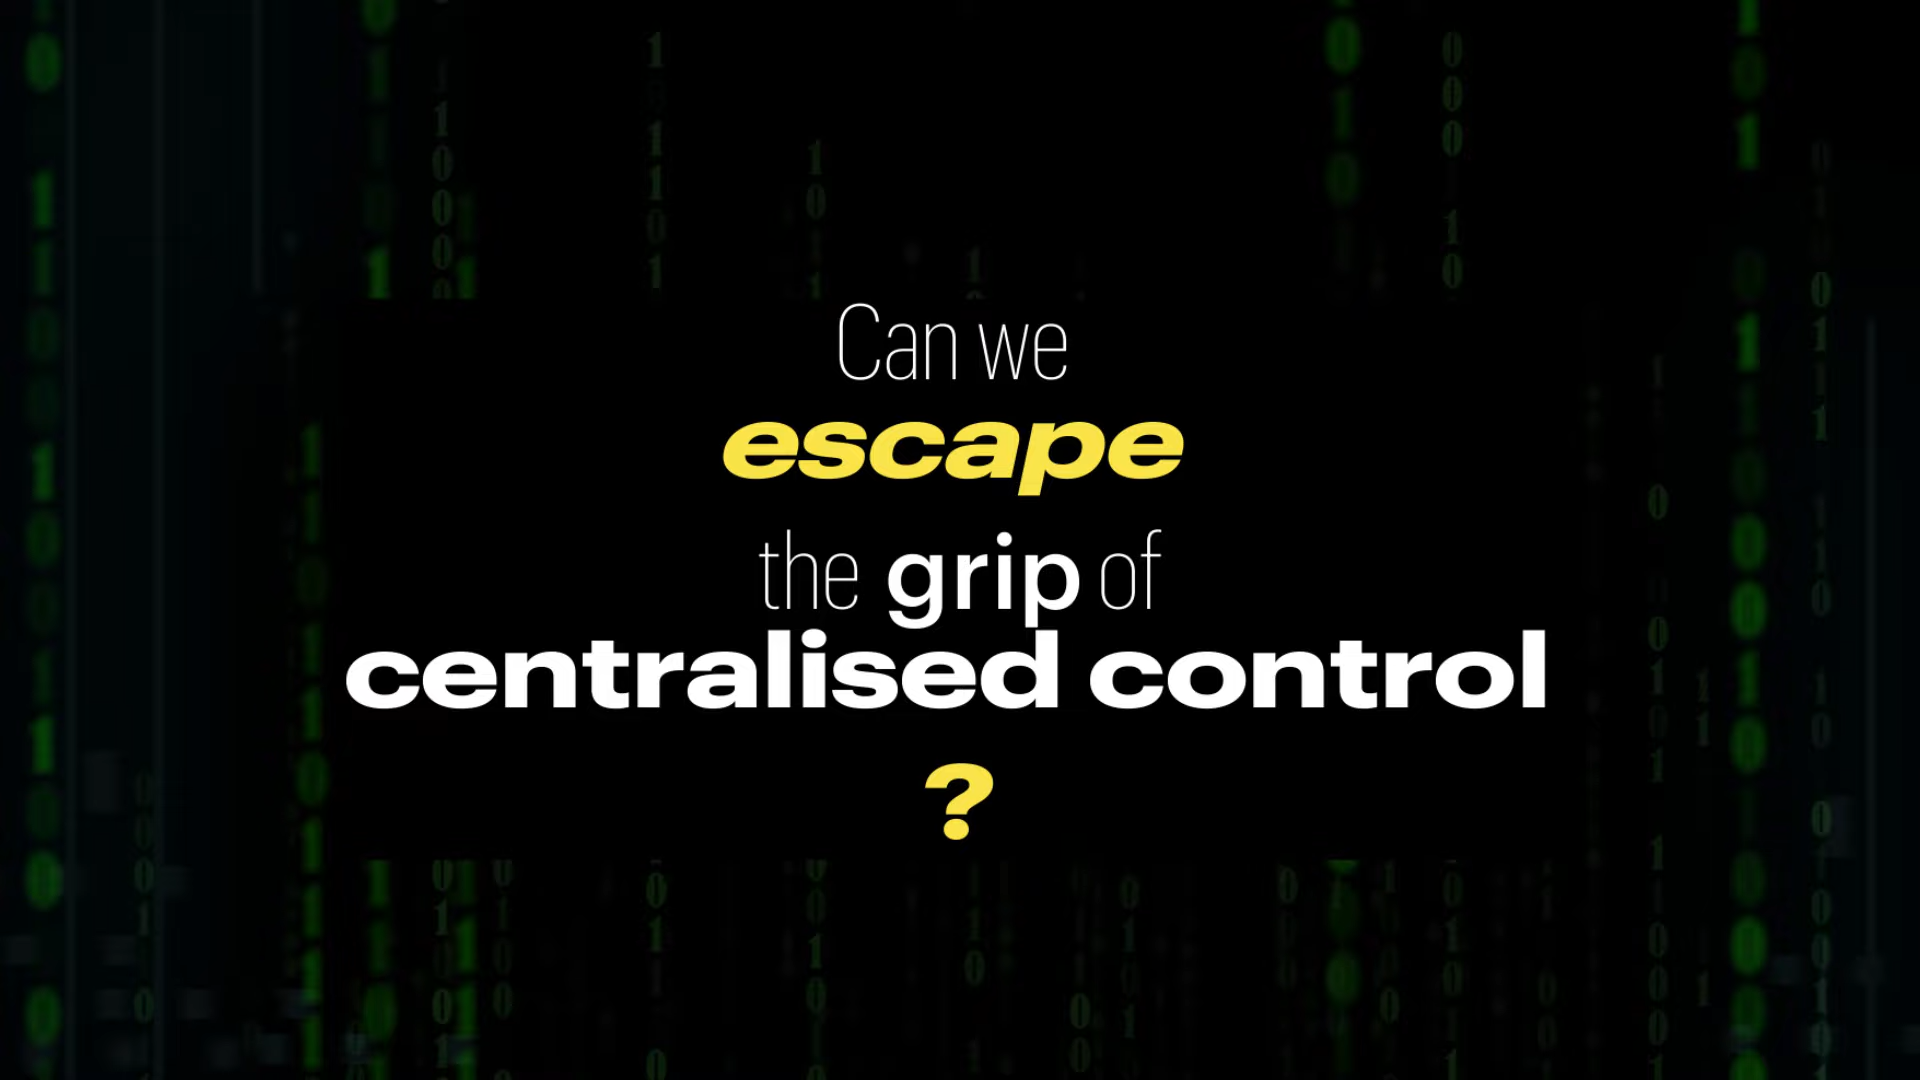 Can we
escape
the grip of
centralised control
?